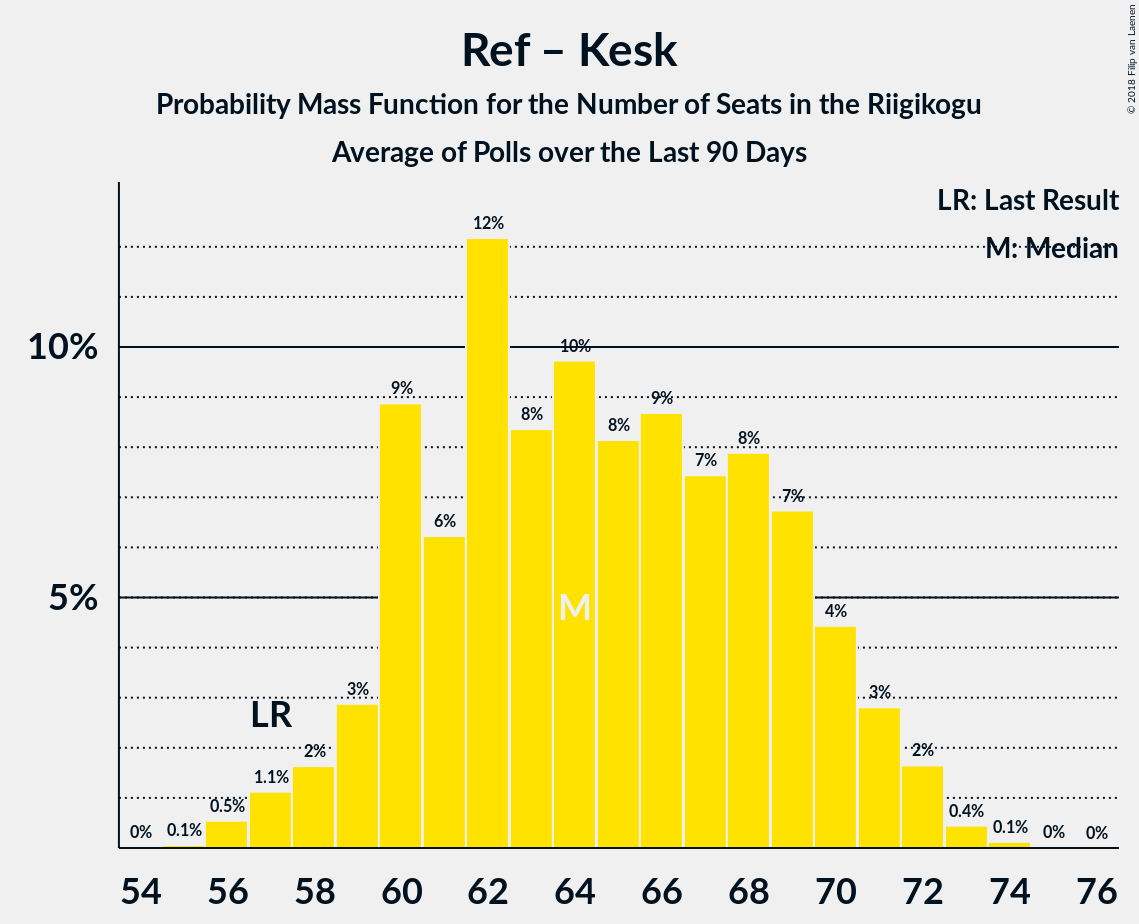 Ref – Kesk
Probability Mass Function for the Number of Seats in the Riigikogu
Average of Polls over the Last 90 Days
© 2018 Filip van Laenen
LR: Last Result
M: Median
10%
5%
0%
0.1%
0.5%
1.1%
2%
3%
9%
6%
12%
8%
10%
8%
9%
7%
8%
7%
4%
3%
2%
0.4%
0.1%
0%
0%
LR
M
54 56 58 60 62 64 66 68 70 72 74 76